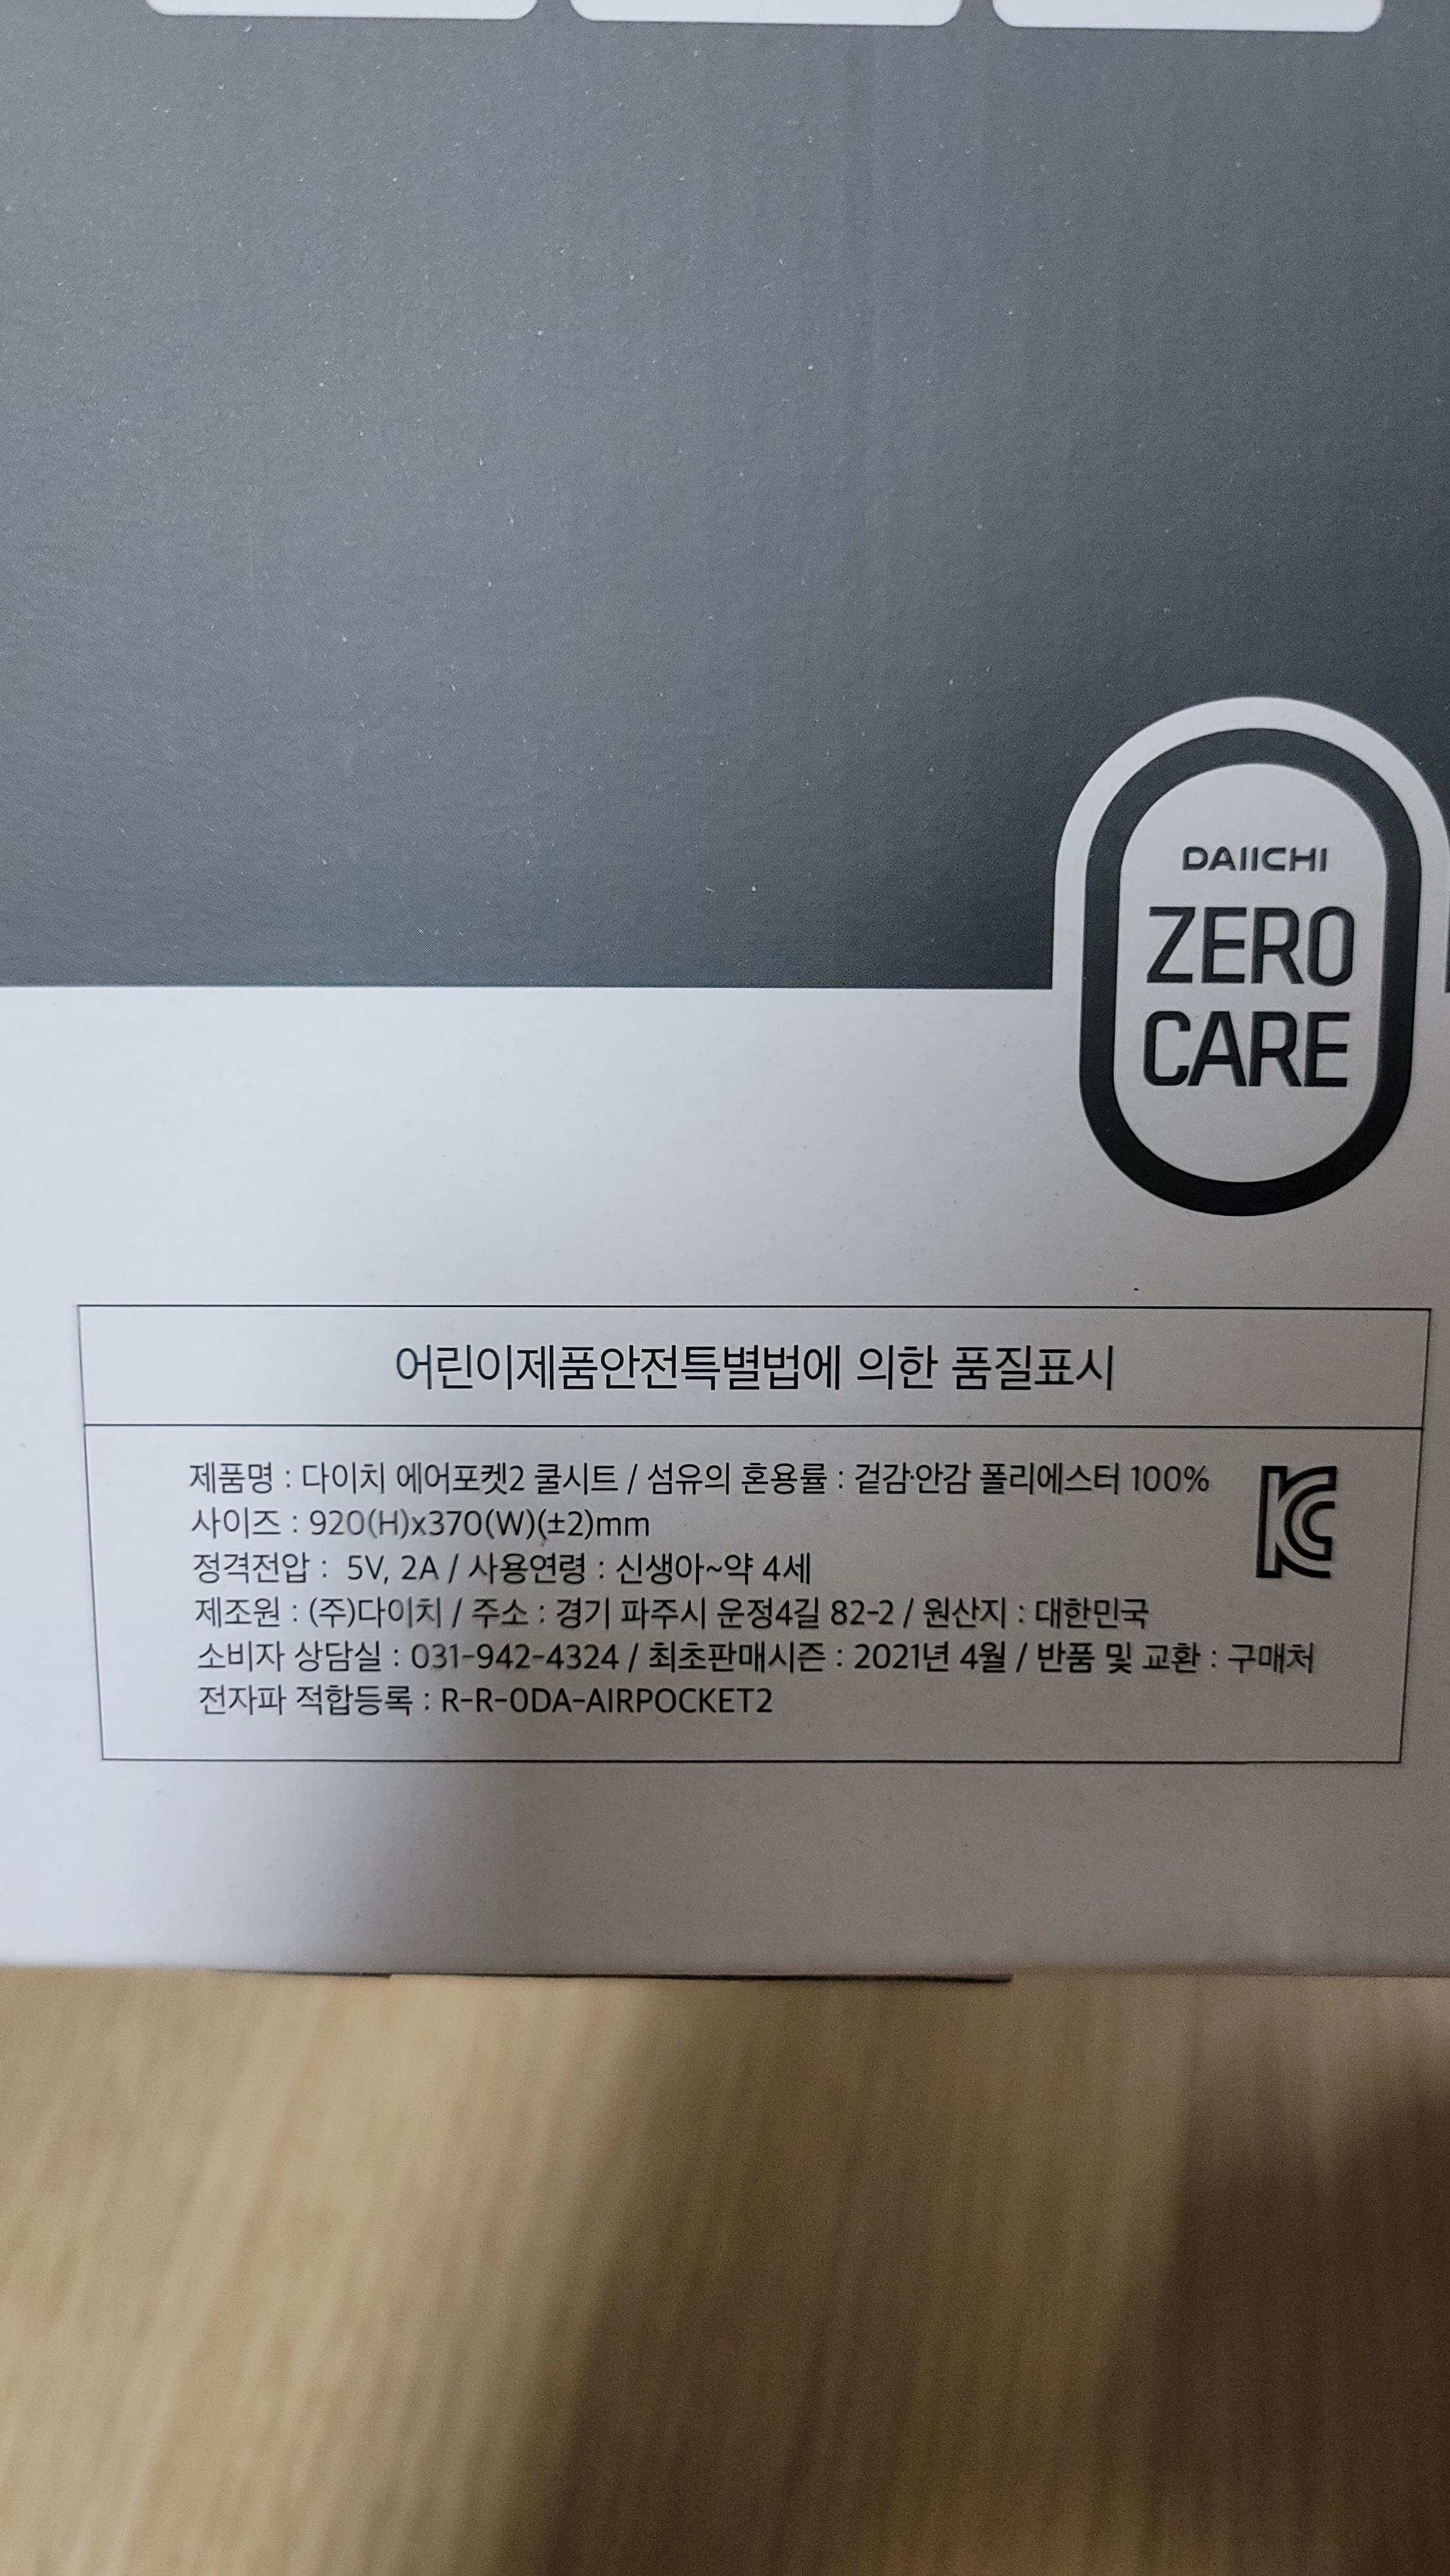 DAIICHI
ZERO
CARE
어린이제품안전특별법에 의한 품질표시
제품명 : 다이치 에어포켓2 쿨시트 / 섬유의 혼용률 : 겉감·안감 폴리에스터 100%
사이즈 : 920(H)x370(W)(±2)mm
정격전압 : 5V, 2A / 사용연령 : 신생아~약 4세
제조원 : (주)다이치 / 주소 : 경기 파주시 운정4길 82-2 / 원산지 : 대한민국
소비자 상담실 : 031-942-4324 / 최초판매시즌 : 2021년 4월 / 반품 및 교환 : 구매처
전자파 적합등록 : R-R-0DA-AIRPOCKET2
KC